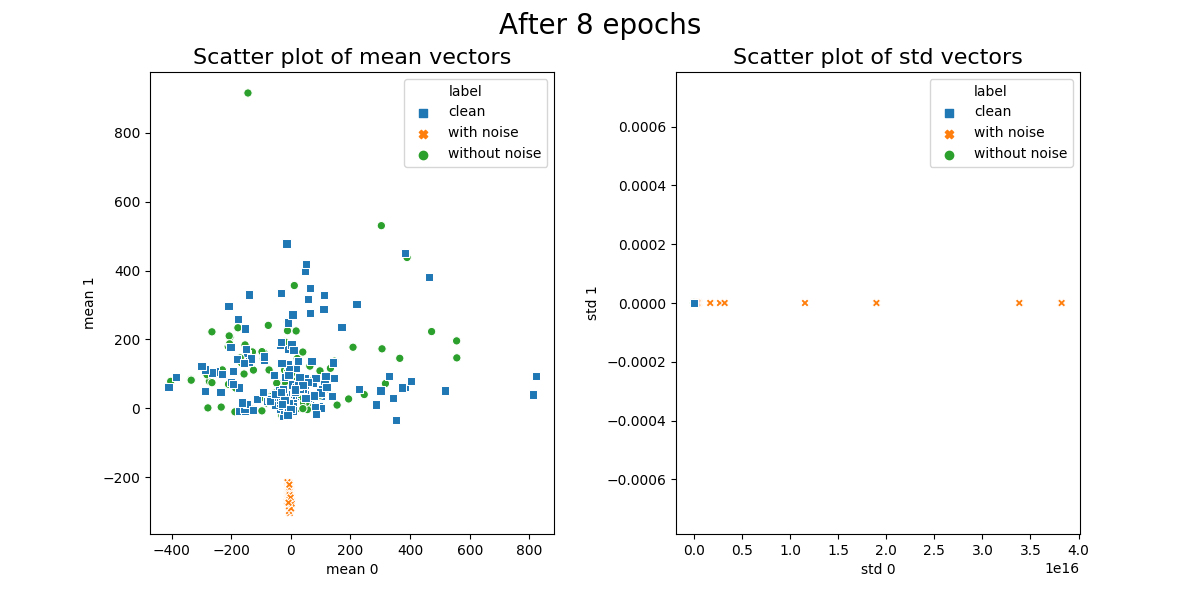 After 8 epochs
Scatter plot of mean vectors
label
clean
with noise
without noise
800
600
400
200
0
−200
mean 1
−400
−200
0
200
400
600
800
mean 0
Scatter plot of std vectors
label
clean
with noise
without noise
0.0006
0.0004
0.0002
0.0000
−0.0002
−0.0004
−0.0006
std 1
0.0
0.5
1.0
1.5
2.0
2.5
3.0
3.5
4.0
1e16
std 0